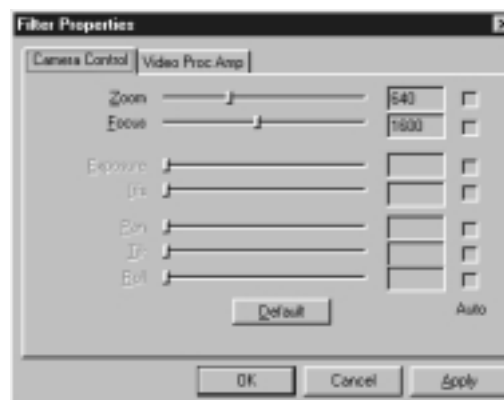 Filter Properties
Camera Control Video Proc Amp
Zoom 640
Focus 1600
Exposure
Iris
Pan
Tilt
Roll
Default Auto
OK Cancel Apply